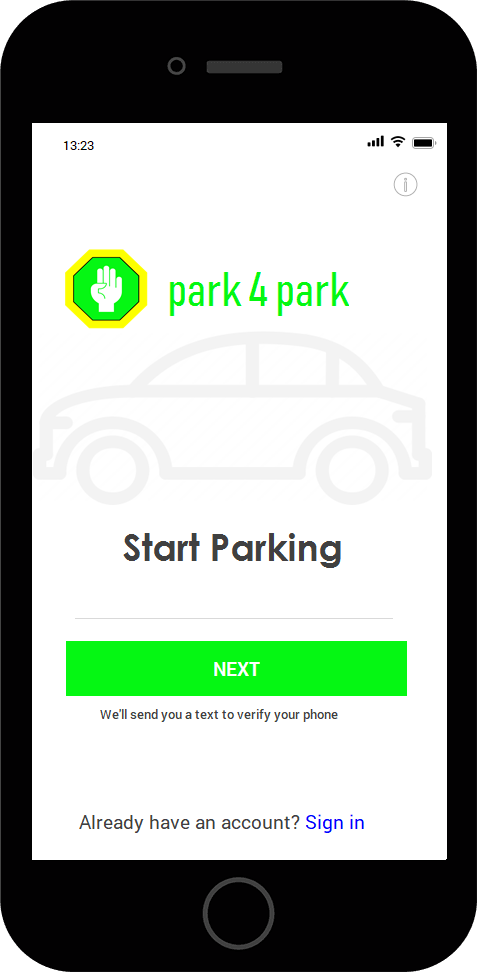 13:23
park 4 park
Start Parking
NEXT
We'll send you a text to verify your phone
Already have an account? Sign in